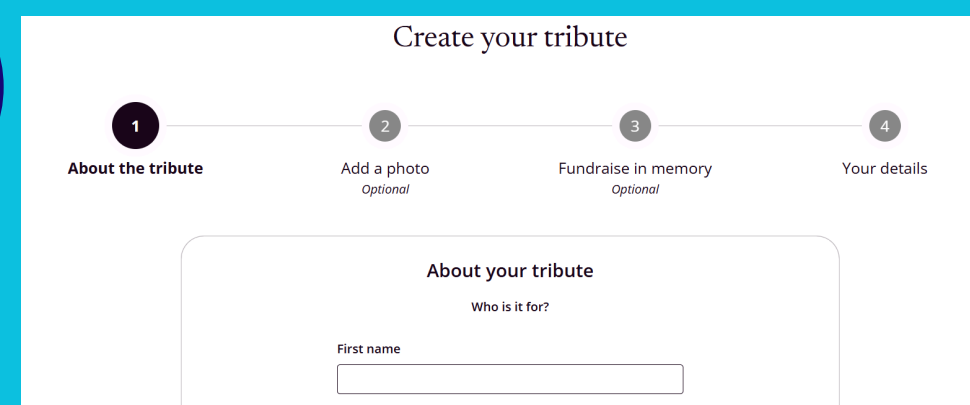 Create your tribute
1
2
3
4
About the tribute
Add a photo
Fundraise in memory
Your details
Optional
Optional
About your tribute
Who is it for?
First name